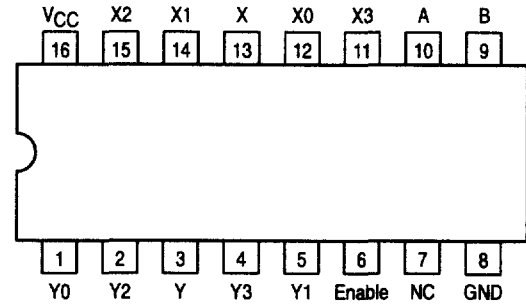 VCC X2 X1 X X0 X3 A B
16 15 14 13 12 11 10 9
1 2 3 4 5 6 7 8
Y0 Y2 Y Y3 Y1 Enable NC GND